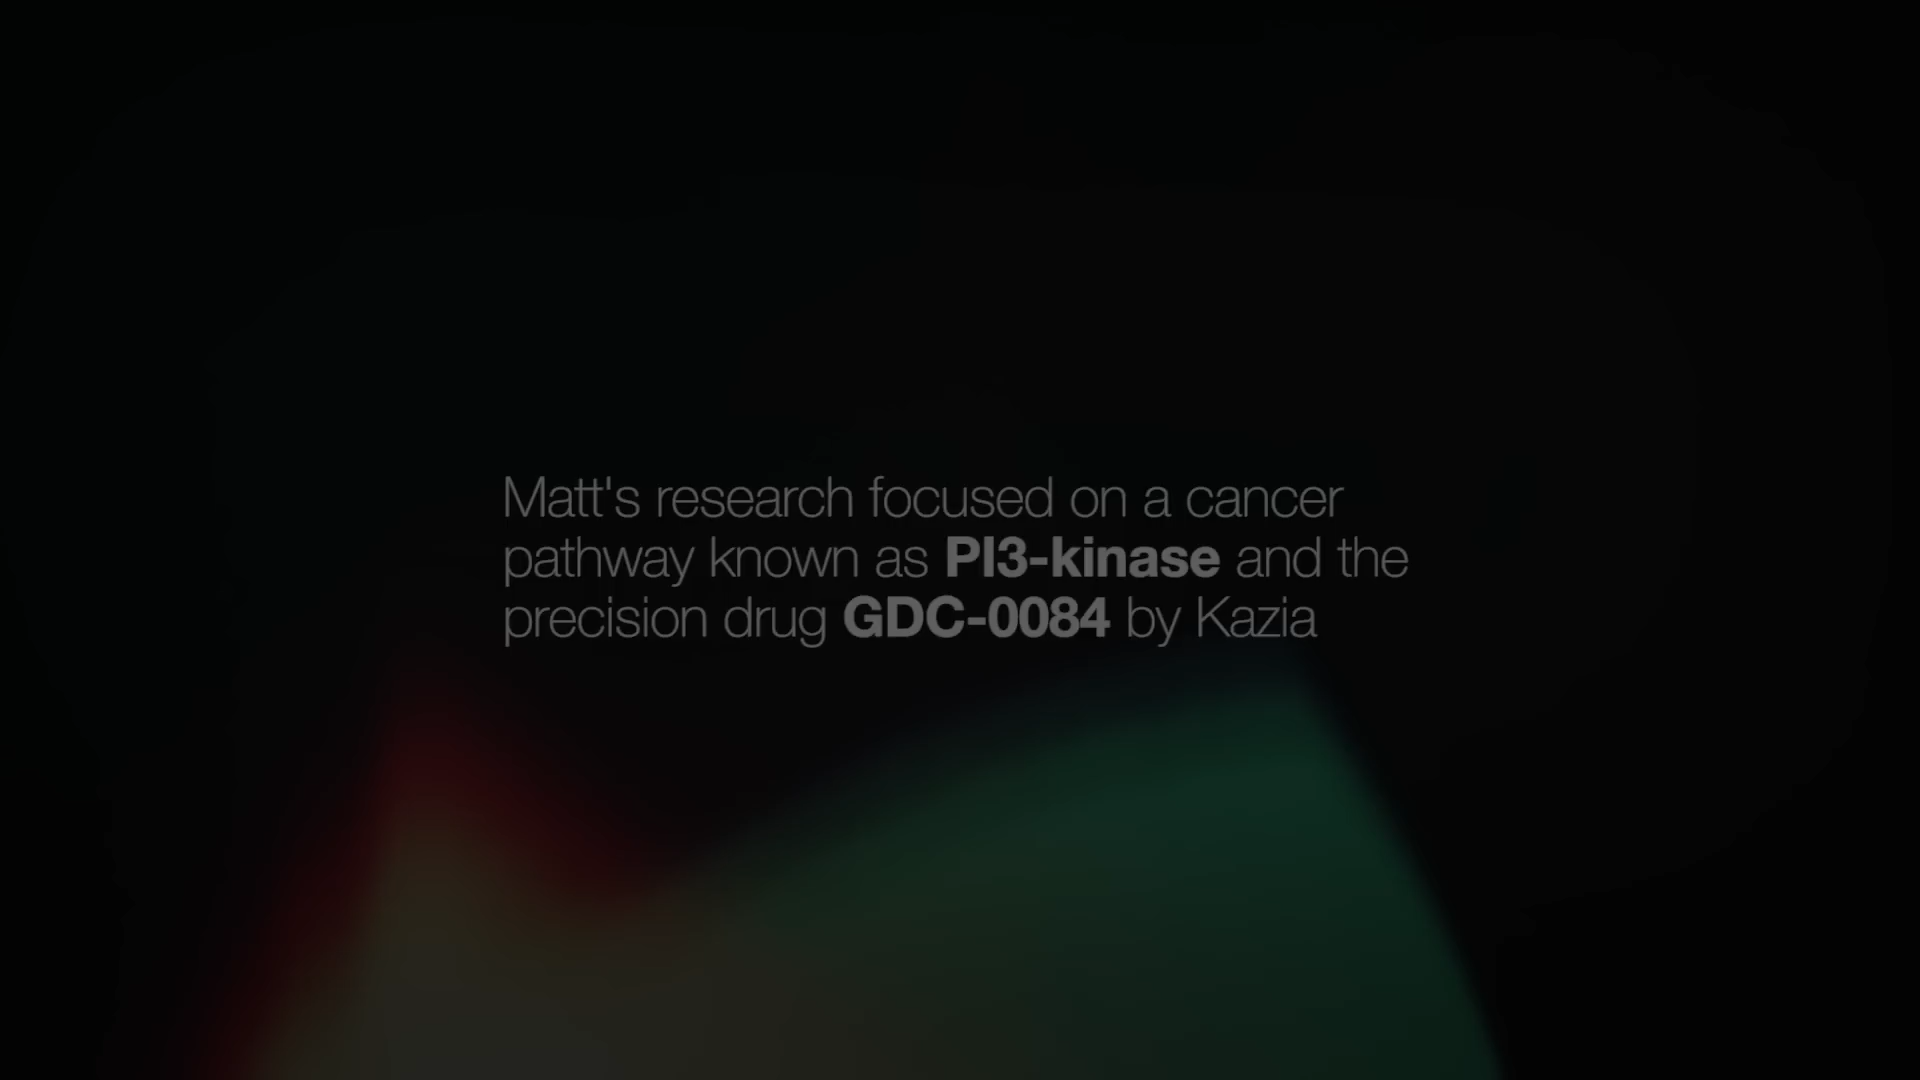 Matt's research focused on a cancer
pathway known as PI3-kinase and the
precision drug GDC-0084 by Kazia